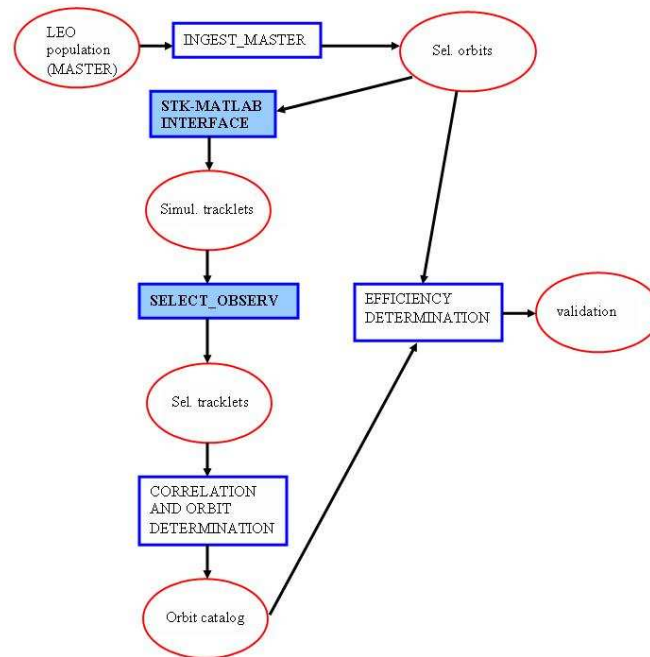 LEO
population
(MASTER)
INGEST_MASTER
Sel. orbits
STK-MATLAB
INTERFACE
Simul. tracklets
SELECT_OBSERV
EFFICIENCY
DETERMINATION
validation
Sel. tracklets
CORRELATION
AND ORBIT
DETERMINATION
Orbit catalog